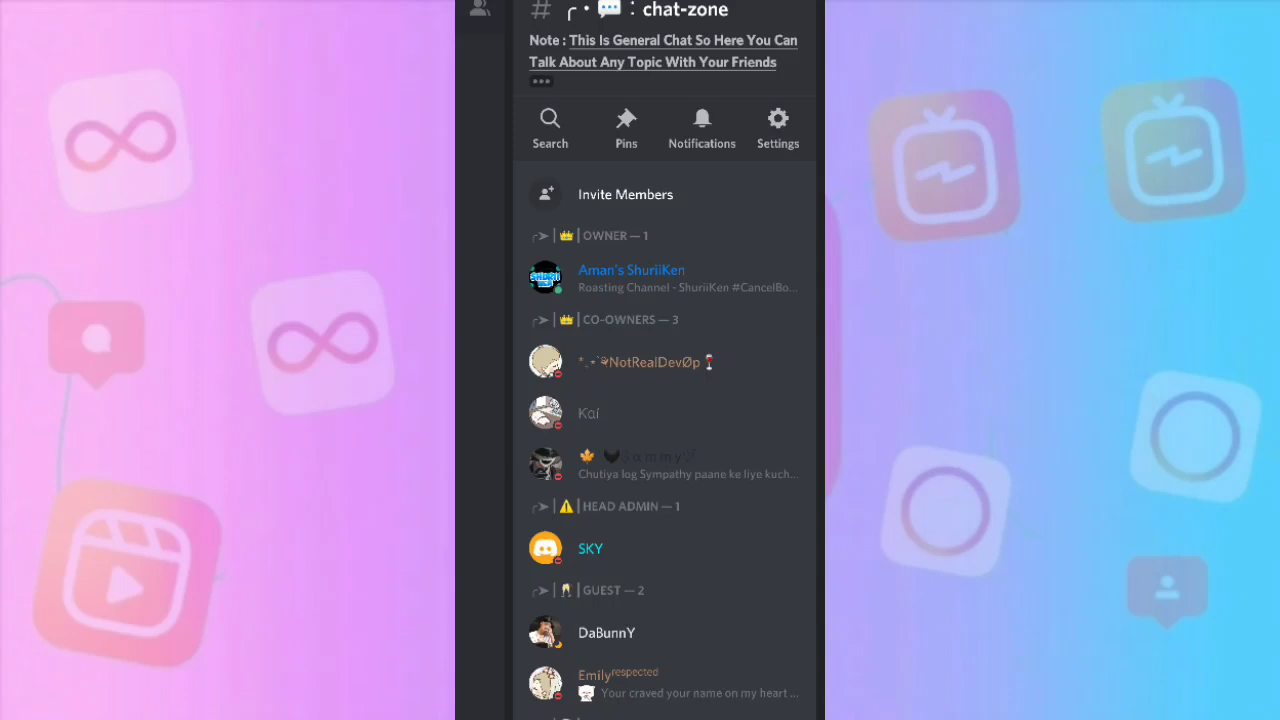 # ╭・💬：chat-zone
Note : This Is General Chat So Here You Can
Talk About Any Topic With Your Friends
•••
Search Pins Notifications Settings
Invite Members
╭➤ | 👑 | OWNER — 1
Aman's ShuriiKen
Roasting Channel - ShuriiKen #CancelBo...
╭➤ | 👑 | CO-OWNERS — 3
NotRealDevØp🍷
Kai
🍁 🖤 Sammy
Chutiya log Sympathy paane ke liye kuch...
╭➤ | ⚠️ | HEAD ADMIN — 1
SKY
╭➤ | 🥂 | GUEST — 2
DaBunnY
Emily ʳᵉˢᵖᵉᶜᵗᵉᵈ
Your craved your name on my heart ...